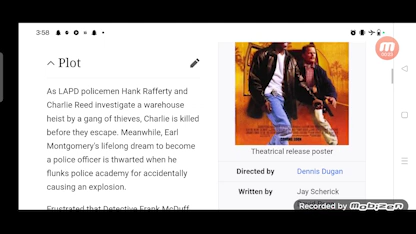 3:58
Plot
As LAPD policemen Hank Rafferty and
Charlie Reed investigate a warehouse
heist by a gang of thieves, Charlie is killed
before they escape. Meanwhile, Earl
Montgomery's lifelong dream to become
a police officer is thwarted when he
flunks police academy for accidentally
causing an explosion.
Frustrated that Detective Frank McDuff
Theatrical release poster
Directed by Dennis Dugan
Written by Jay Scherick
Recorded by Mobizen